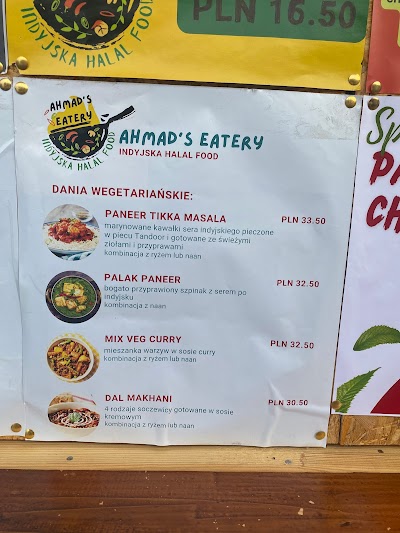 PLN 16.50
INDYJSKA HALAL FOOD
AHMAD'S
EATERY
INDYJSKA HALAL FOOD
AHMAD'S EATERY
INDYJSKA HALAL FOOD
DANIA WEGETARIAŃSKIE:
PANEER TIKKA MASALA PLN 33.50
marynowane kawałki sera indyjskiego pieczone
w piecu Tandoor i gotowane ze świeżymi
ziołami i przyprawami
kombinacja z ryżem lub naan
PALAK PANEER PLN 32.50
bogato przyprawiony szpinak z serem po
indyjsku
kombinacja z naan
MIX VEG CURRY PLN 32.50
mieszanka warzyw w sosie curry
kombinacja z ryżem lub naan
DAL MAKHANI PLN 30.50
4 rodzaje soczewicy gotowane w sosie
kremowym
kombinacja z ryżem lub naan